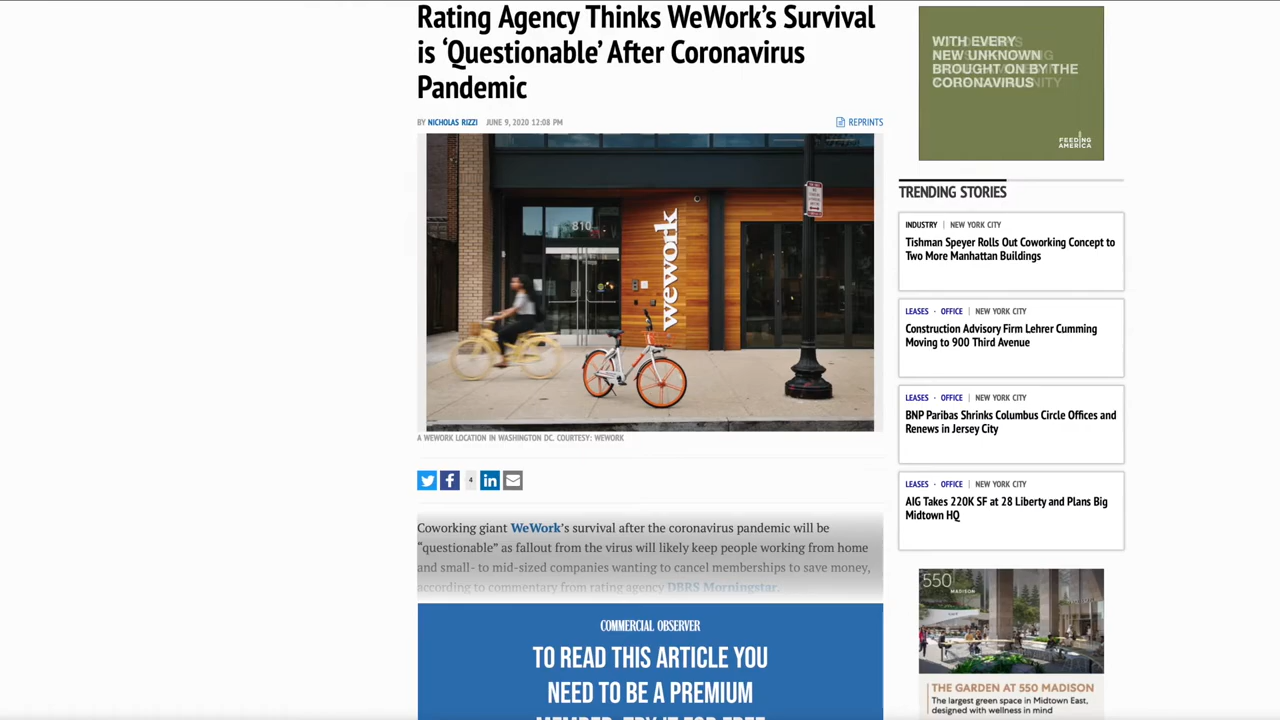 Rating Agency Thinks WeWork's Survival
is 'Questionable' After Coronavirus
Pandemic
BY NICHOLAS RIZZI JUNE 9, 2020 12:08 PM
REPRINTS
810
wework
A WEWORK LOCATION IN WASHINGTON DC. COURTESY: WEWORK
4
Coworking giant WeWork's survival after the coronavirus pandemic will be
"questionable" as fallout from the virus will likely keep people working from home
and small- to mid-sized companies wanting to cancel memberships to save money,
according to commentary from rating agency DBRS Morningstar.
COMMERCIAL OBSERVER
TO READ THIS ARTICLE YOU
NEED TO BE A PREMIUM
MEMBER. TRY IT FOR FREE
WITH EVERY
NEW UNKNOWN
BROUGHT ON BY THE
CORONAVIRUS
FEEDING
AMERICA
TRENDING STORIES
INDUSTRY | NEW YORK CITY
Tishman Speyer Rolls Out Coworking Concept to
Two More Manhattan Buildings
LEASES · OFFICE | NEW YORK CITY
Construction Advisory Firm Lehrer Cumming
Moving to 900 Third Avenue
LEASES · OFFICE | NEW YORK CITY
BNP Paribas Shrinks Columbus Circle Offices and
Renews in Jersey City
LEASES · OFFICE | NEW YORK CITY
AIG Takes 220K SF at 28 Liberty and Plans Big
Midtown HQ
550
MADISON
THE GARDEN AT 550 MADISON
The largest green space in Midtown East,
designed with wellness in mind